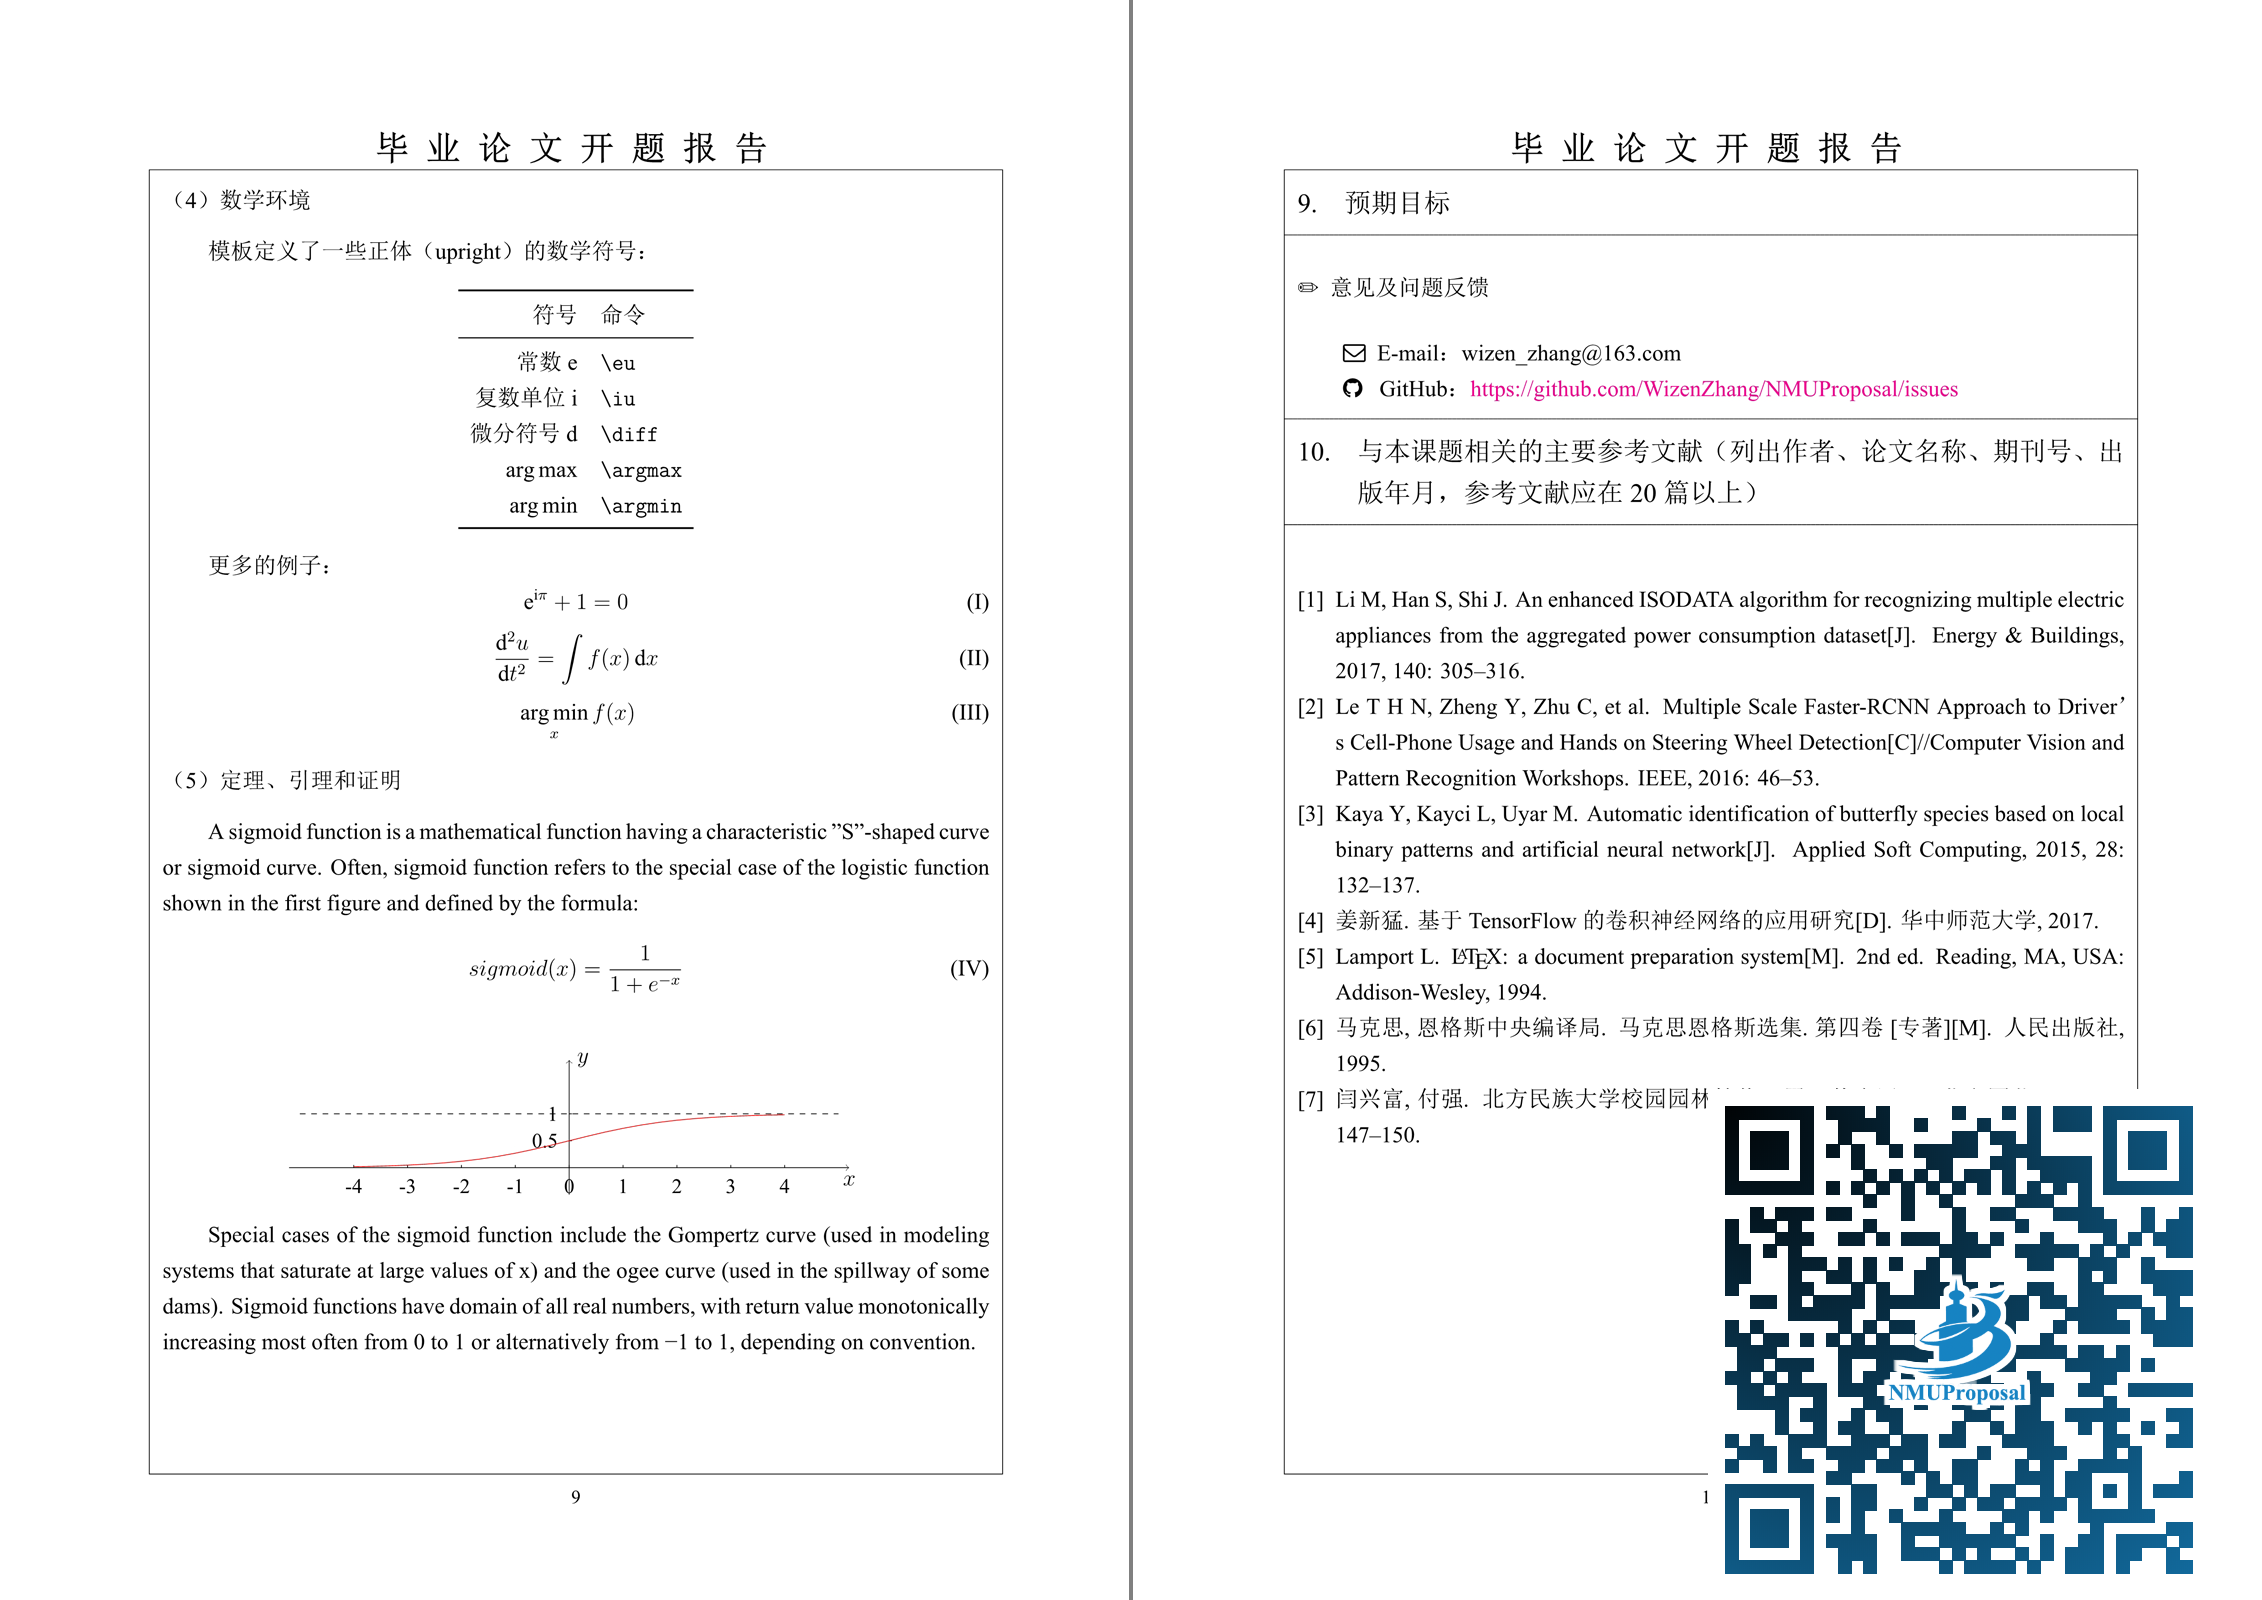 毕业论文开题报告
（4）数学环境
模板定义了一些正体（upright）的数学符号：
符号 命令
常数 e \eu
复数单位 i \iu
微分符号 d \diff
arg max \argmax
arg min \argmin
更多的例子：
e^{iπ} + 1 = 0 (I)
d²u/dt² = ∫ f(x) dx (II)
arg min_x f(x) (III)
（5）定理、引理和证明
A sigmoid function is a mathematical function having a characteristic ”S”-shaped curve
or sigmoid curve. Often, sigmoid function refers to the special case of the logistic function
shown in the first figure and defined by the formula:
sigmoid(x) = 1/(1 + e^{−x}) (IV)
y
1
0.5
-4 -3 -2 -1 0 1 2 3 4 x
Special cases of the sigmoid function include the Gompertz curve (used in modeling
systems that saturate at large values of x) and the ogee curve (used in the spillway of some
dams). Sigmoid functions have domain of all real numbers, with return value monotonically
increasing most often from 0 to 1 or alternatively from −1 to 1, depending on convention.
9
毕业论文开题报告
9. 预期目标
✏ 意见及问题反馈
E-mail：wizen_zhang@163.com
GitHub：https://github.com/WizenZhang/NMUProposal/issues
10. 与本课题相关的主要参考文献（列出作者、论文名称、期刊号、出
版年月，参考文献应在 20 篇以上）
[1] Li M, Han S, Shi J. An enhanced ISODATA algorithm for recognizing multiple electric
appliances from the aggregated power consumption dataset[J]. Energy & Buildings,
2017, 140: 305–316.
[2] Le T H N, Zheng Y, Zhu C, et al. Multiple Scale Faster-RCNN Approach to Driver’
s Cell-Phone Usage and Hands on Steering Wheel Detection[C]//Computer Vision and
Pattern Recognition Workshops. IEEE, 2016: 46–53.
[3] Kaya Y, Kayci L, Uyar M. Automatic identification of butterfly species based on local
binary patterns and artificial neural network[J]. Applied Soft Computing, 2015, 28:
132–137.
[4] 姜新猛. 基于 TensorFlow 的卷积神经网络的应用研究[D]. 华中师范大学, 2017.
[5] Lamport L. LATEX: a document preparation system[M]. 2nd ed. Reading, MA, USA:
Addison-Wesley, 1994.
[6] 马克思, 恩格斯中央编译局. 马克思恩格斯选集. 第四卷 [专著][M]. 人民出版社,
1995.
[7] 闫兴富, 付强. 北方民族大学校园园林
147–150.
NMUProposal